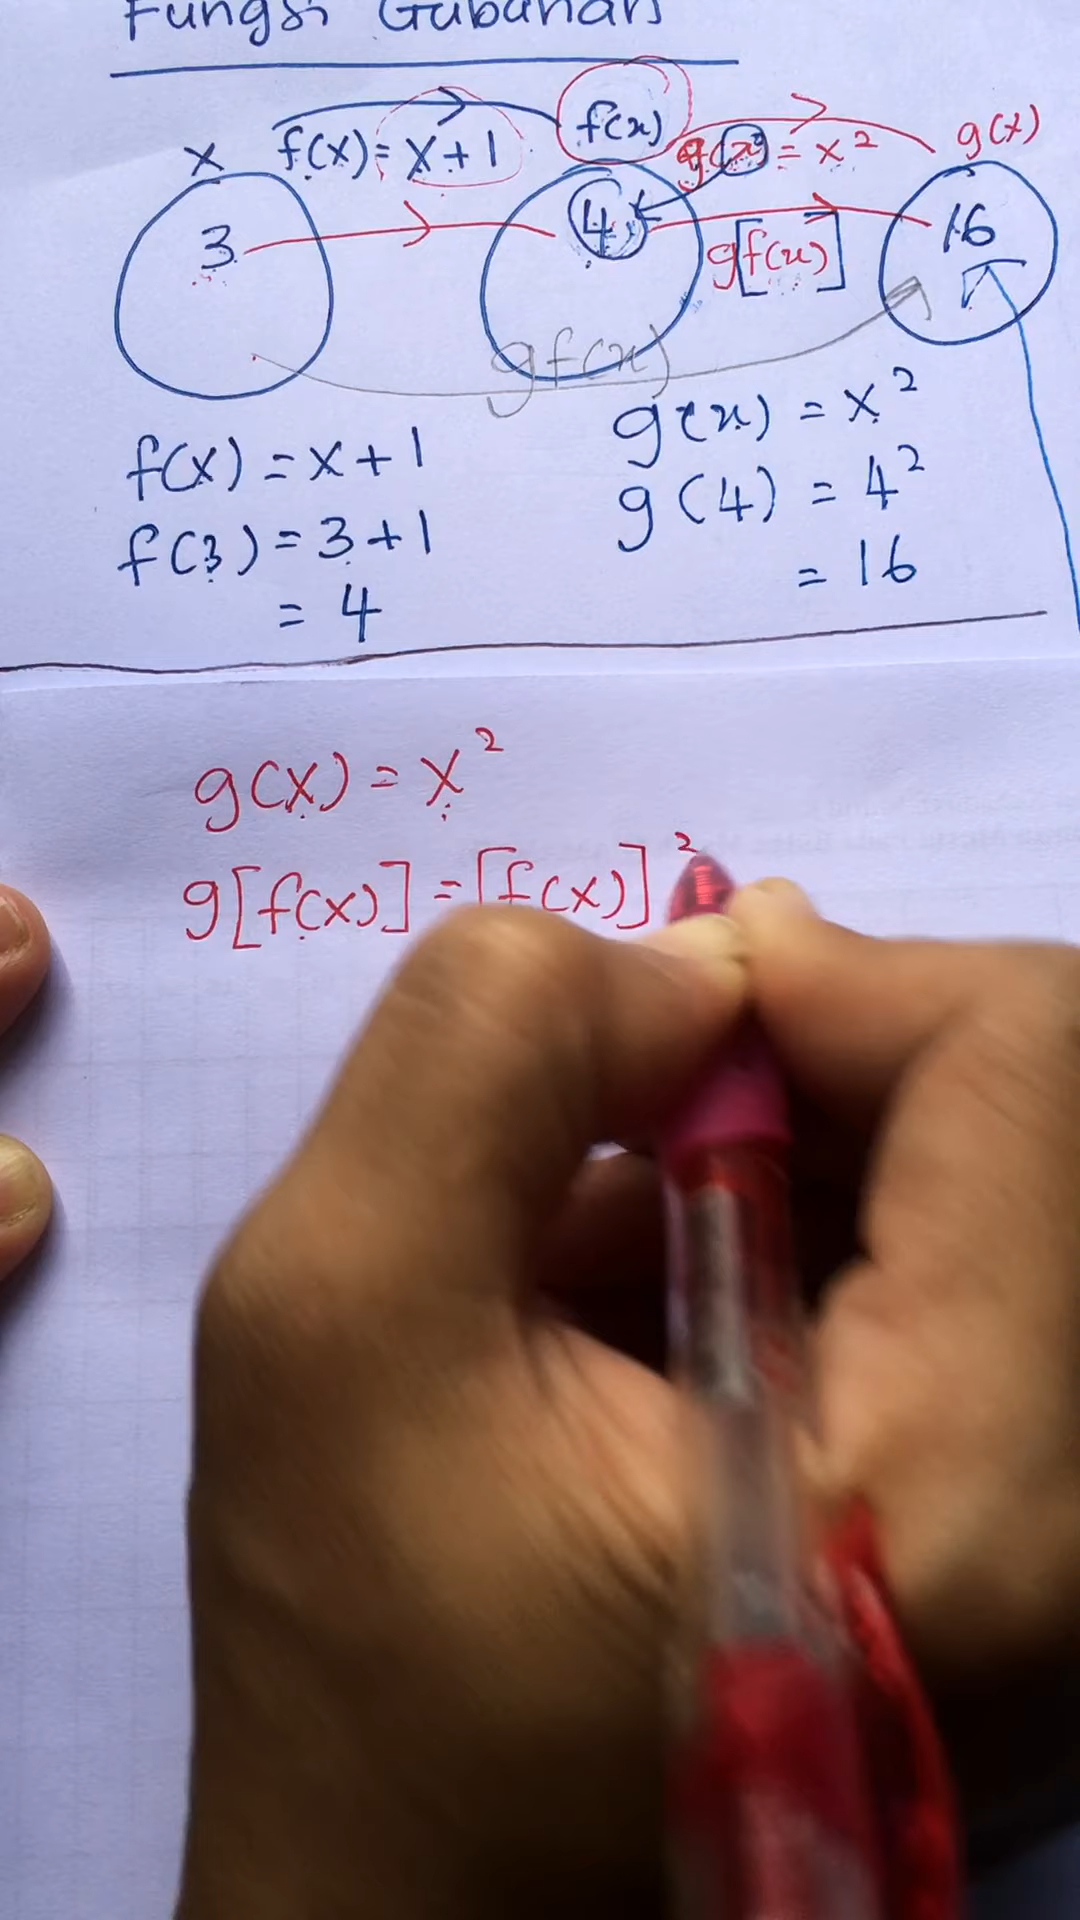 Fungsi Gubahan
x f(x) = x+1 f(x) g(x) = x² g(x)
3 4 gf(x) 16
gf(x)
f(x) = x+1
f(3) = 3+1
= 4
g(x) = x²
g(4) = 4²
= 16
g(x) = x²
g[f(x)] = [f(x)]²